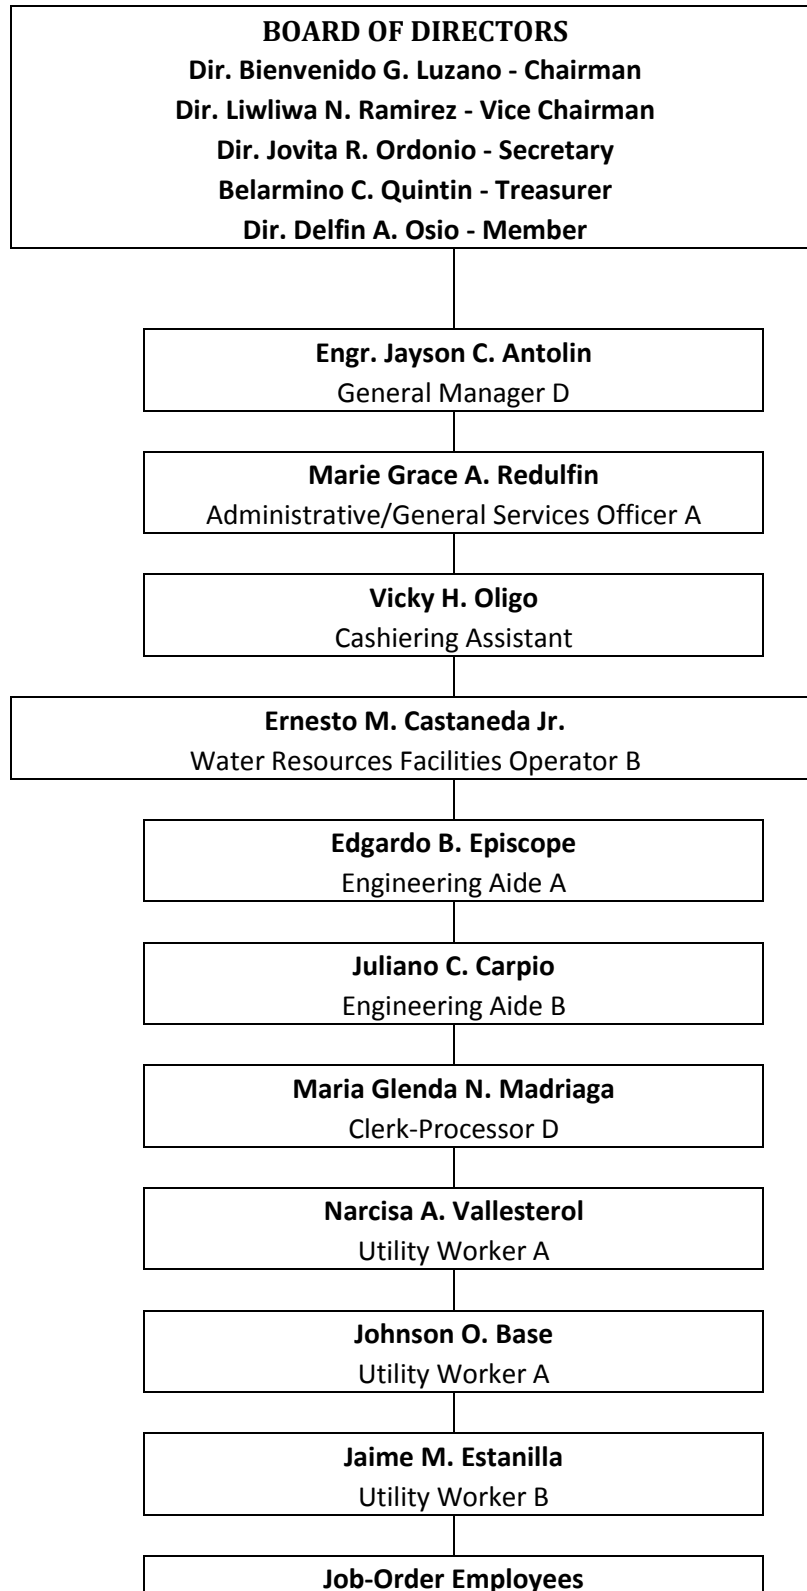 BOARD OF DIRECTORS
Dir. Bienvenido G. Luzano - Chairman
Dir. Liwliwa N. Ramirez - Vice Chairman
Dir. Jovita R. Ordonio - Secretary
Belarmino C. Quintin - Treasurer
Dir. Delfin A. Osio - Member
Engr. Jayson C. Antolin
General Manager D
Marie Grace A. Redulfin
Administrative/General Services Officer A
Vicky H. Oligo
Cashiering Assistant
Ernesto M. Castaneda Jr.
Water Resources Facilities Operator B
Edgardo B. Episcope
Engineering Aide A
Juliano C. Carpio
Engineering Aide B
Maria Glenda N. Madriaga
Clerk-Processor D
Narcisa A. Vallesterol
Utility Worker A
Johnson O. Base
Utility Worker A
Jaime M. Estanilla
Utility Worker B
Job-Order Employees